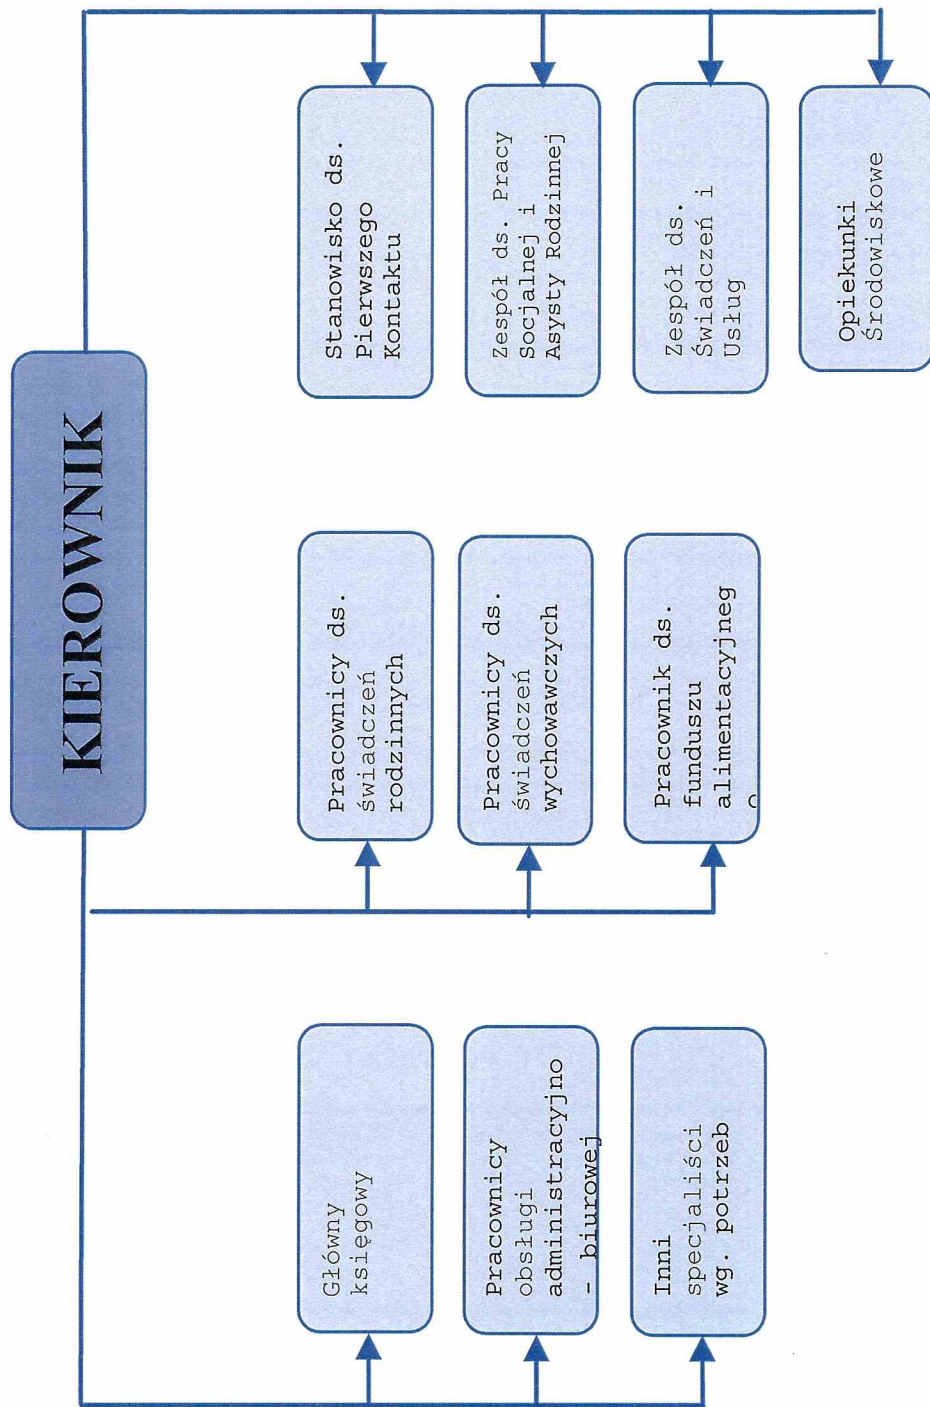 KIEROWNIK
Główny
księgowy
Pracownicy
obsługi
administracyjno
- biurowej
Inni
specjaliści
wg. potrzeb
Pracownicy ds.
świadczeń
rodzinnych
Pracownicy ds.
świadczeń
wychowawczych
Pracownik ds.
funduszu
alimentacyjneg
Stanowisko ds.
Pierwszego
Kontaktu
Zespół ds. Pracy
Socjalnej i
Asysty Rodzinnej
Zespół ds.
Świadczeń i
Usług
Opiekunki
Środowiskowe